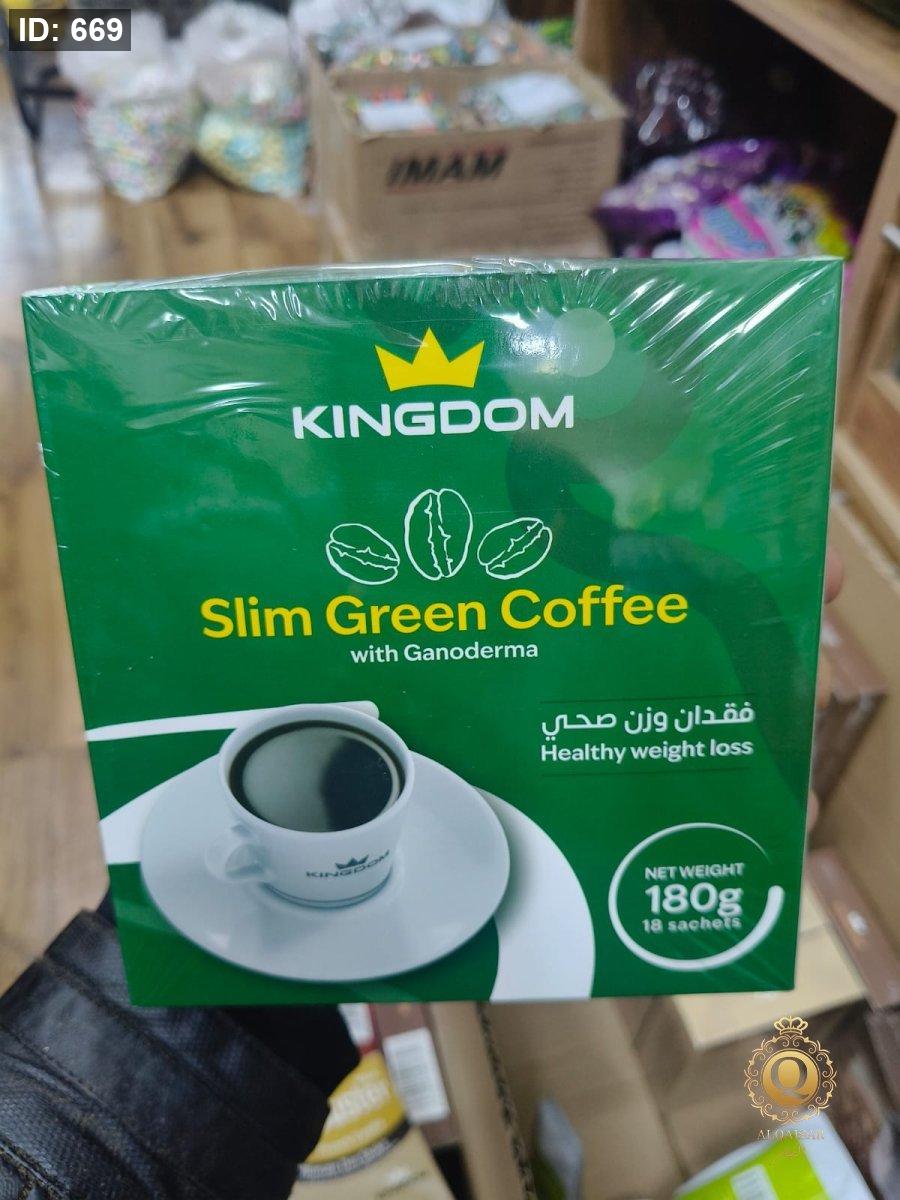 ID: 669
IMAM
KINGDOM
Slim Green Coffee
with Ganoderma
فقدان وزن صحي
Healthy weight loss
KINGDOM
NET WEIGHT
180g
18 sachets
Q